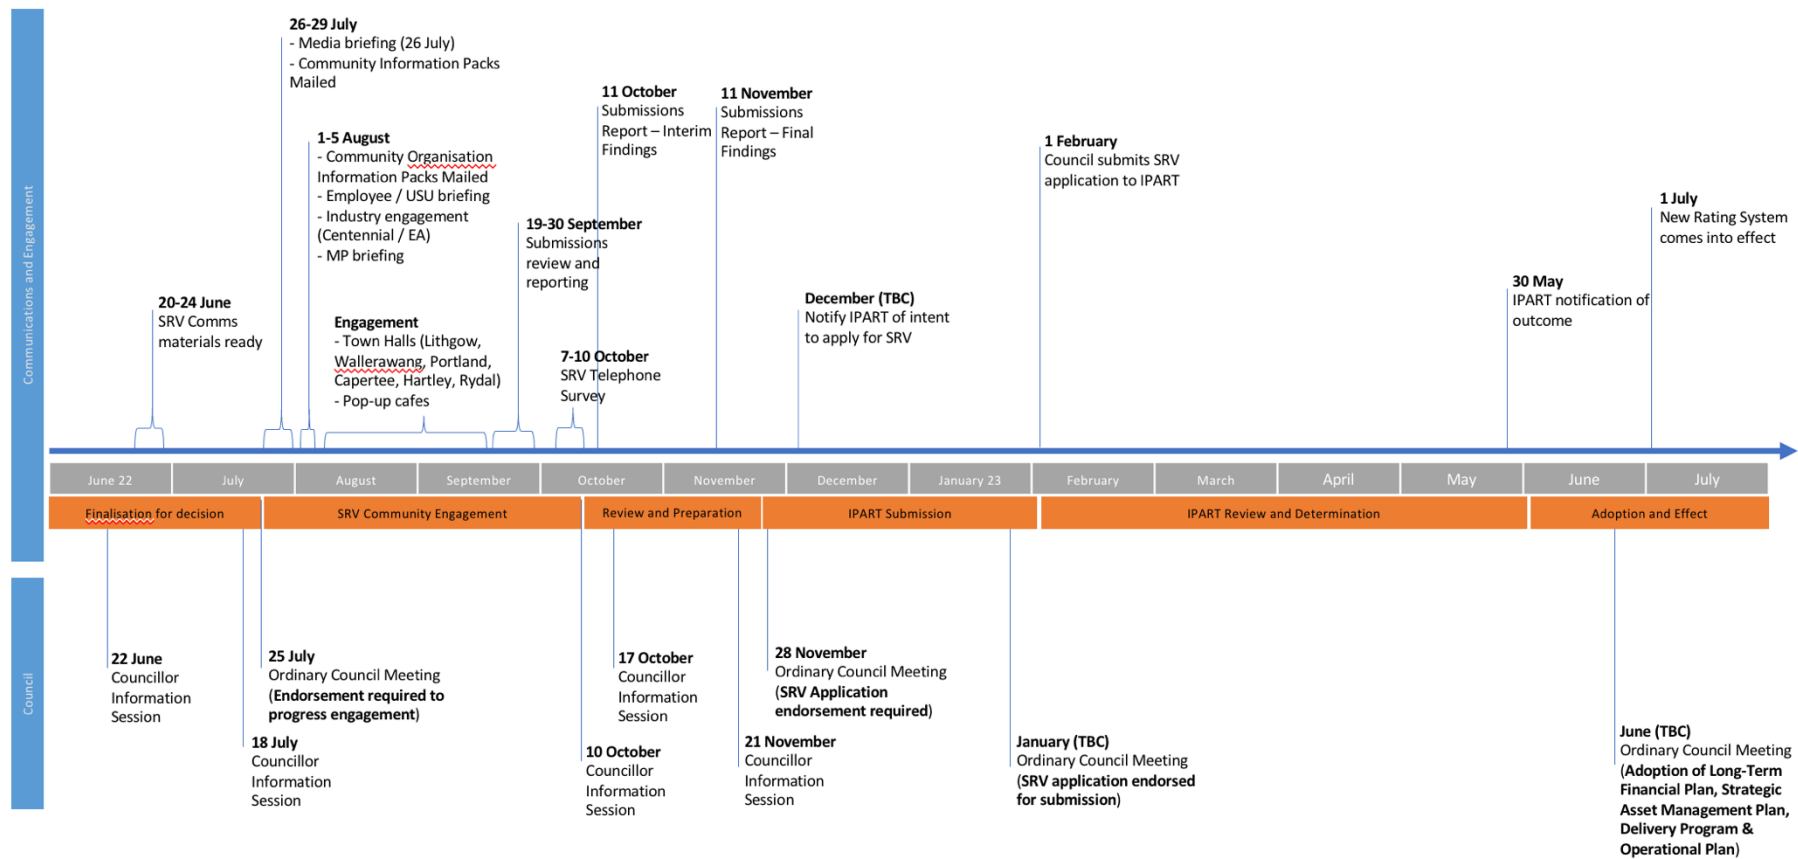 Communications and Engagement
26-29 July
- Media briefing (26 July)
- Community Information Packs
Mailed
1-5 August
- Community Organisation
Information Packs Mailed
- Employee / USU briefing
- Industry engagement
(Centennial / EA)
- MP briefing
20-24 June
SRV Comms
materials ready
Engagement
- Town Halls (Lithgow,
Wallerawang, Portland,
Capertee, Hartley, Rydal)
- Pop-up cafes
19-30 September
Submissions
review and
reporting
7-10 October
SRV Telephone
Survey
11 October
Submissions
Report – Interim
Findings
11 November
Submissions
Report – Final
Findings
December (TBC)
Notify IPART of intent
to apply for SRV
1 February
Council submits SRV
application to IPART
30 May
IPART notification of
outcome
1 July
New Rating System
comes into effect
June 22
July
August
September
October
November
December
January 23
February
March
April
May
June
July
Finalisation for decision
SRV Community Engagement
Review and Preparation
IPART Submission
IPART Review and Determination
Adoption and Effect
Council
22 June
Councillor
Information
Session
18 July
Councillor
Information
Session
25 July
Ordinary Council Meeting
(Endorsement required to
progress engagement)
10 October
Councillor
Information
Session
17 October
Councillor
Information
Session
21 November
Councillor
Information
Session
28 November
Ordinary Council Meeting
(SRV Application
endorsement required)
January (TBC)
Ordinary Council Meeting
(SRV application endorsed
for submission)
June (TBC)
Ordinary Council Meeting
(Adoption of Long-Term
Financial Plan, Strategic
Asset Management Plan,
Delivery Program &
Operational Plan)